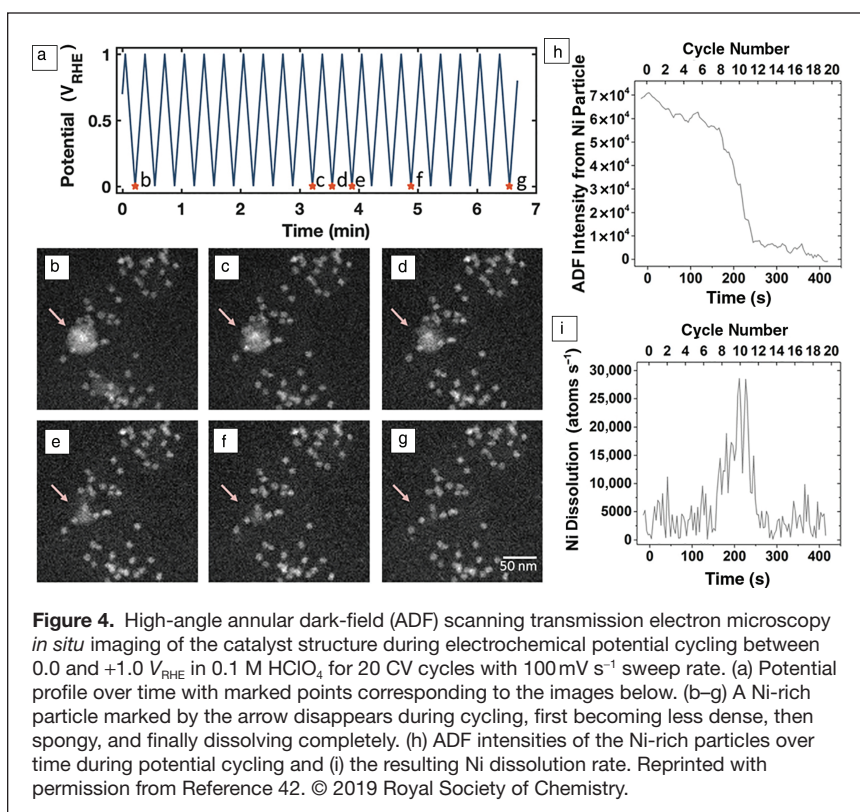 a
Potential (V_RHE)
1
0.5
0
b
c
d
e
f
g
0 1 2 3 4 5 6 7
Time (min)
b
c
d
e
f
g
50 nm
h
Cycle Number
0 2 4 6 8 10 12 14 16 18 20
ADF Intensity from Ni Particle
7×10⁴
6×10⁴
5×10⁴
4×10⁴
3×10⁴
2×10⁴
1×10⁴
0
0 100 200 300 400
Time (s)
i
Cycle Number
0 2 4 6 8 10 12 14 16 18 20
Ni Dissolution (atoms s⁻¹)
30,000
25,000
20,000
15,000
10,000
5000
0
0 100 200 300 400
Time (s)
Figure 4. High-angle annular dark-field (ADF) scanning transmission electron microscopy
in situ imaging of the catalyst structure during electrochemical potential cycling between
0.0 and +1.0 V_RHE in 0.1 M HClO₄ for 20 CV cycles with 100 mV s⁻¹ sweep rate. (a) Potential
profile over time with marked points corresponding to the images below. (b–g) A Ni-rich
particle marked by the arrow disappears during cycling, first becoming less dense, then
spongy, and finally dissolving completely. (h) ADF intensities of the Ni-rich particles over
time during potential cycling and (i) the resulting Ni dissolution rate. Reprinted with
permission from Reference 42. © 2019 Royal Society of Chemistry.